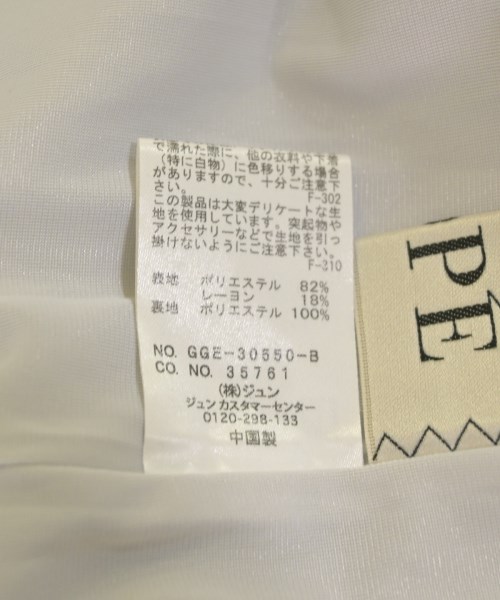 で濡れた際に、他の衣料や下着
（特に白物）に色移りする場合
がありますので、十分ご注意下
さい。 F-302
この製品は大変デリケートな生
地を使用しています。突起物や
アクセサリーなどで生地を引っ
掛けないようにご注意下さい。
F-310
表地 ポリエステル 82%
レーヨン 18%
裏地 ポリエステル 100%
NO. GGE-30550-B
CO. NO. 35761
(株)ジュン
ジュン カスタマーセンター
0120-298-133
中国製
PÉ